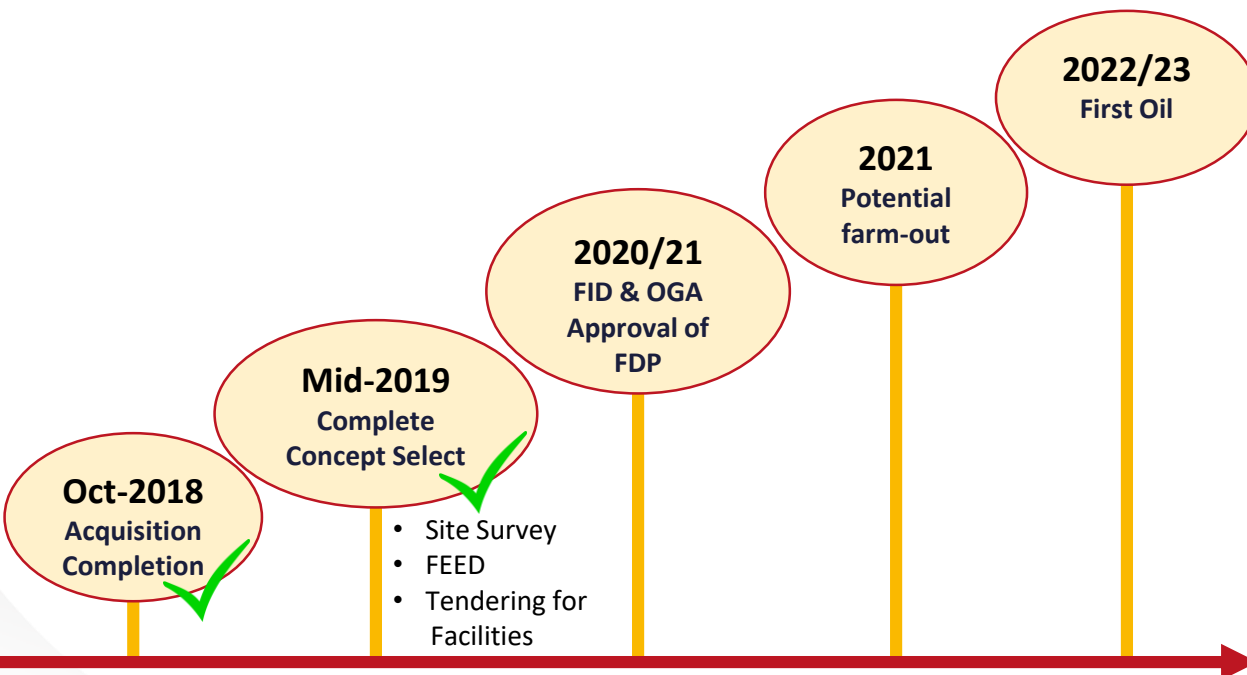 Oct-2018
Acquisition
Completion
Mid-2019
Complete
Concept Select
• Site Survey
• FEED
• Tendering for
Facilities
2020/21
FID & OGA
Approval of
FDP
2021
Potential
farm-out
2022/23
First Oil